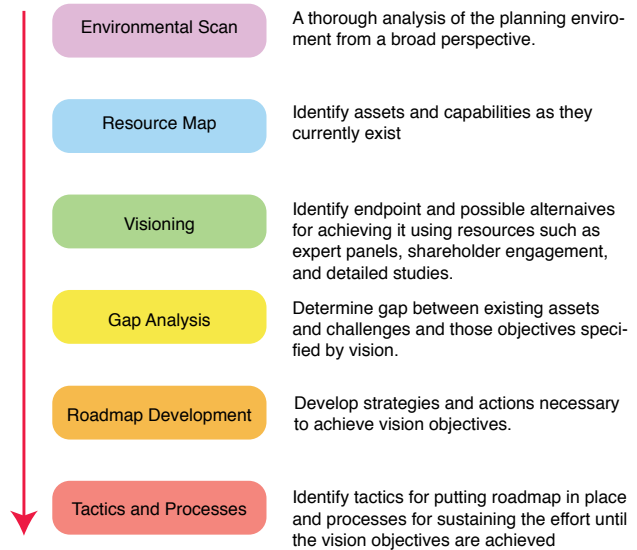 Environmental Scan
A thorough analysis of the planning enviro-
ment from a broad perspective.
Resource Map
Identify assets and capabilities as they
currently exist
Visioning
Identify endpoint and possible alternaives
for achieving it using resources such as
expert panels, shareholder engagement,
and detailed studies.
Gap Analysis
Determine gap between existing assets
and challenges and those objectives speci-
fied by vision.
Roadmap Development
Develop strategies and actions necessary
to achieve vision objectives.
Tactics and Processes
Identify tactics for putting roadmap in place
and processes for sustaining the effort until
the vision objectives are achieved